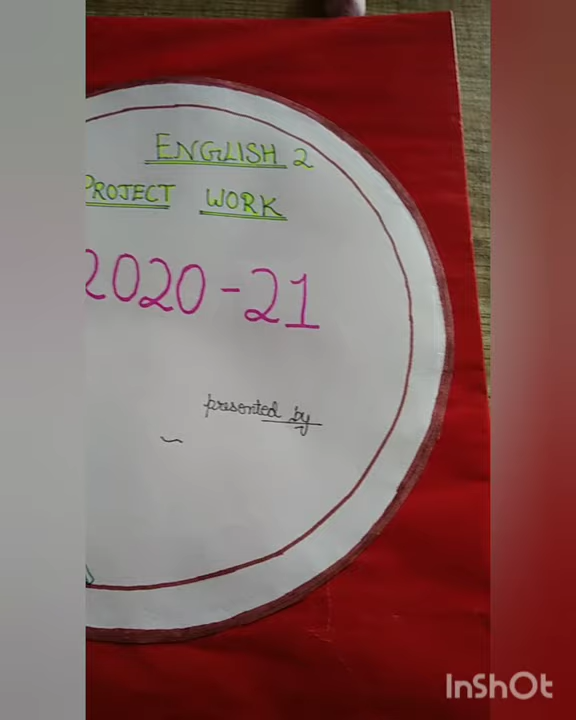 ENGLISH 2
PROJECT WORK
2020-21
presented by
InShOt